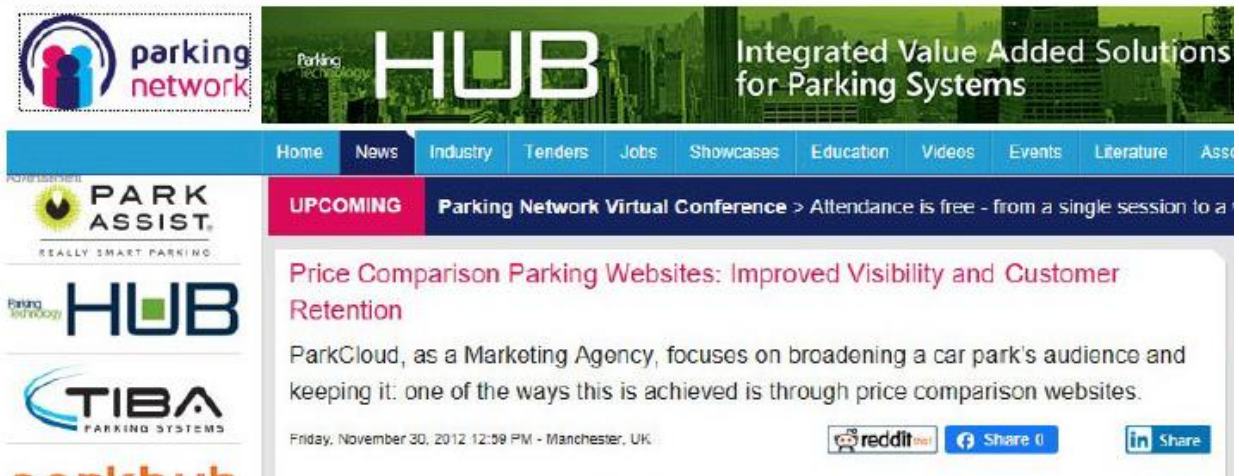 parking
network
Parking
Technology
HUB
Integrated Value Added Solutions
for Parking Systems
Home News Industry Tenders Jobs Showcases Education Videos Events Literature Asso
Advertisement
PARK
ASSIST.
REALLY SMART PARKING
UPCOMING Parking Network Virtual Conference > Attendance is free - from a single session to a
Parking
Technology
HUB
TIBA
PARKING SYSTEMS
Price Comparison Parking Websites: Improved Visibility and Customer
Retention
ParkCloud, as a Marketing Agency, focuses on broadening a car park's audience and
keeping it: one of the ways this is achieved is through price comparison websites.
Friday, November 30, 2012 12:59 PM - Manchester, UK
reddit this! Share 0 in Share